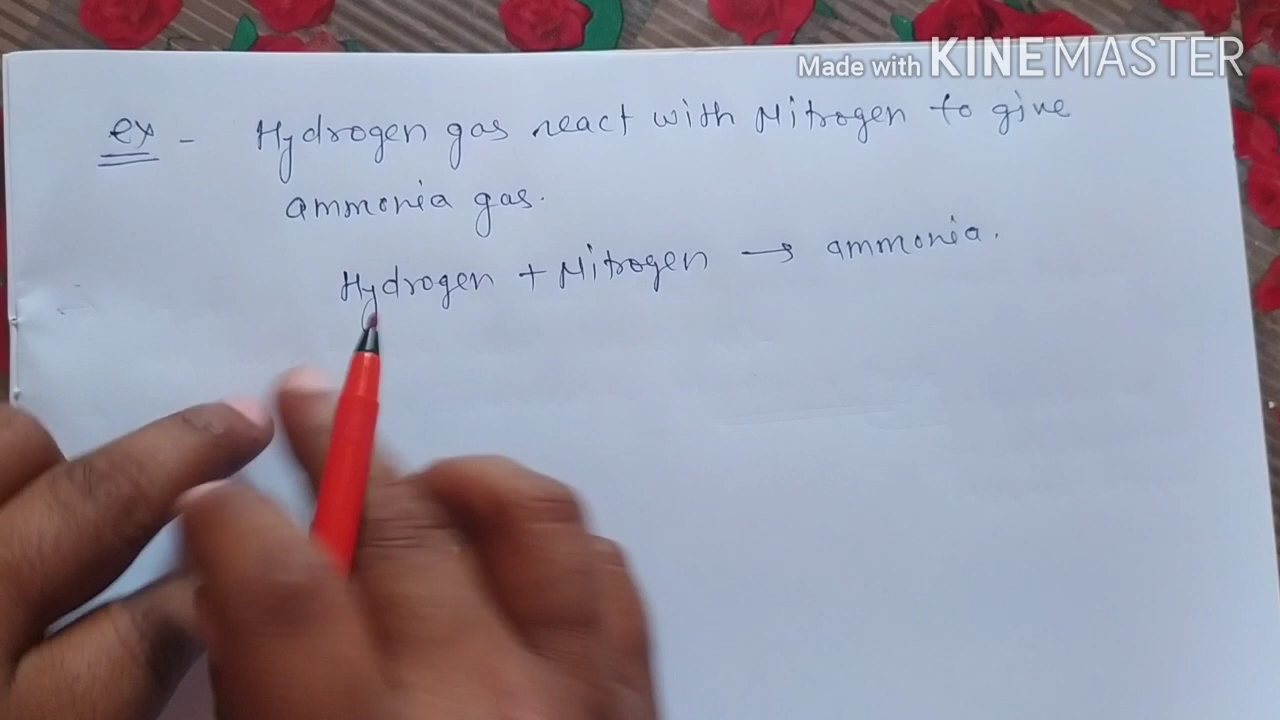 Made with KINEMASTER
ex - Hydrogen gas react with Nitrogen to give
ammonia gas.
Hydrogen + Nitrogen → ammonia.